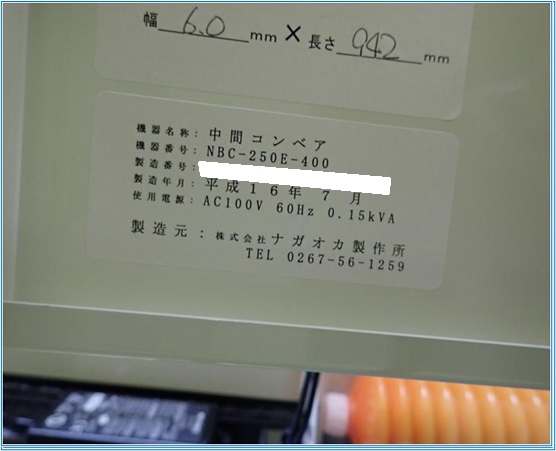 幅 6.0 mm × 長さ 942 mm
機器名称: 中間コンベア
機器番号: NBC-250E-400
製造番号:
製造年月: 平成16年 7 月
使用電源: AC100V 60Hz 0.15kVA
製造元: 株式会社ナガオカ製作所
TEL 0267-56-1259